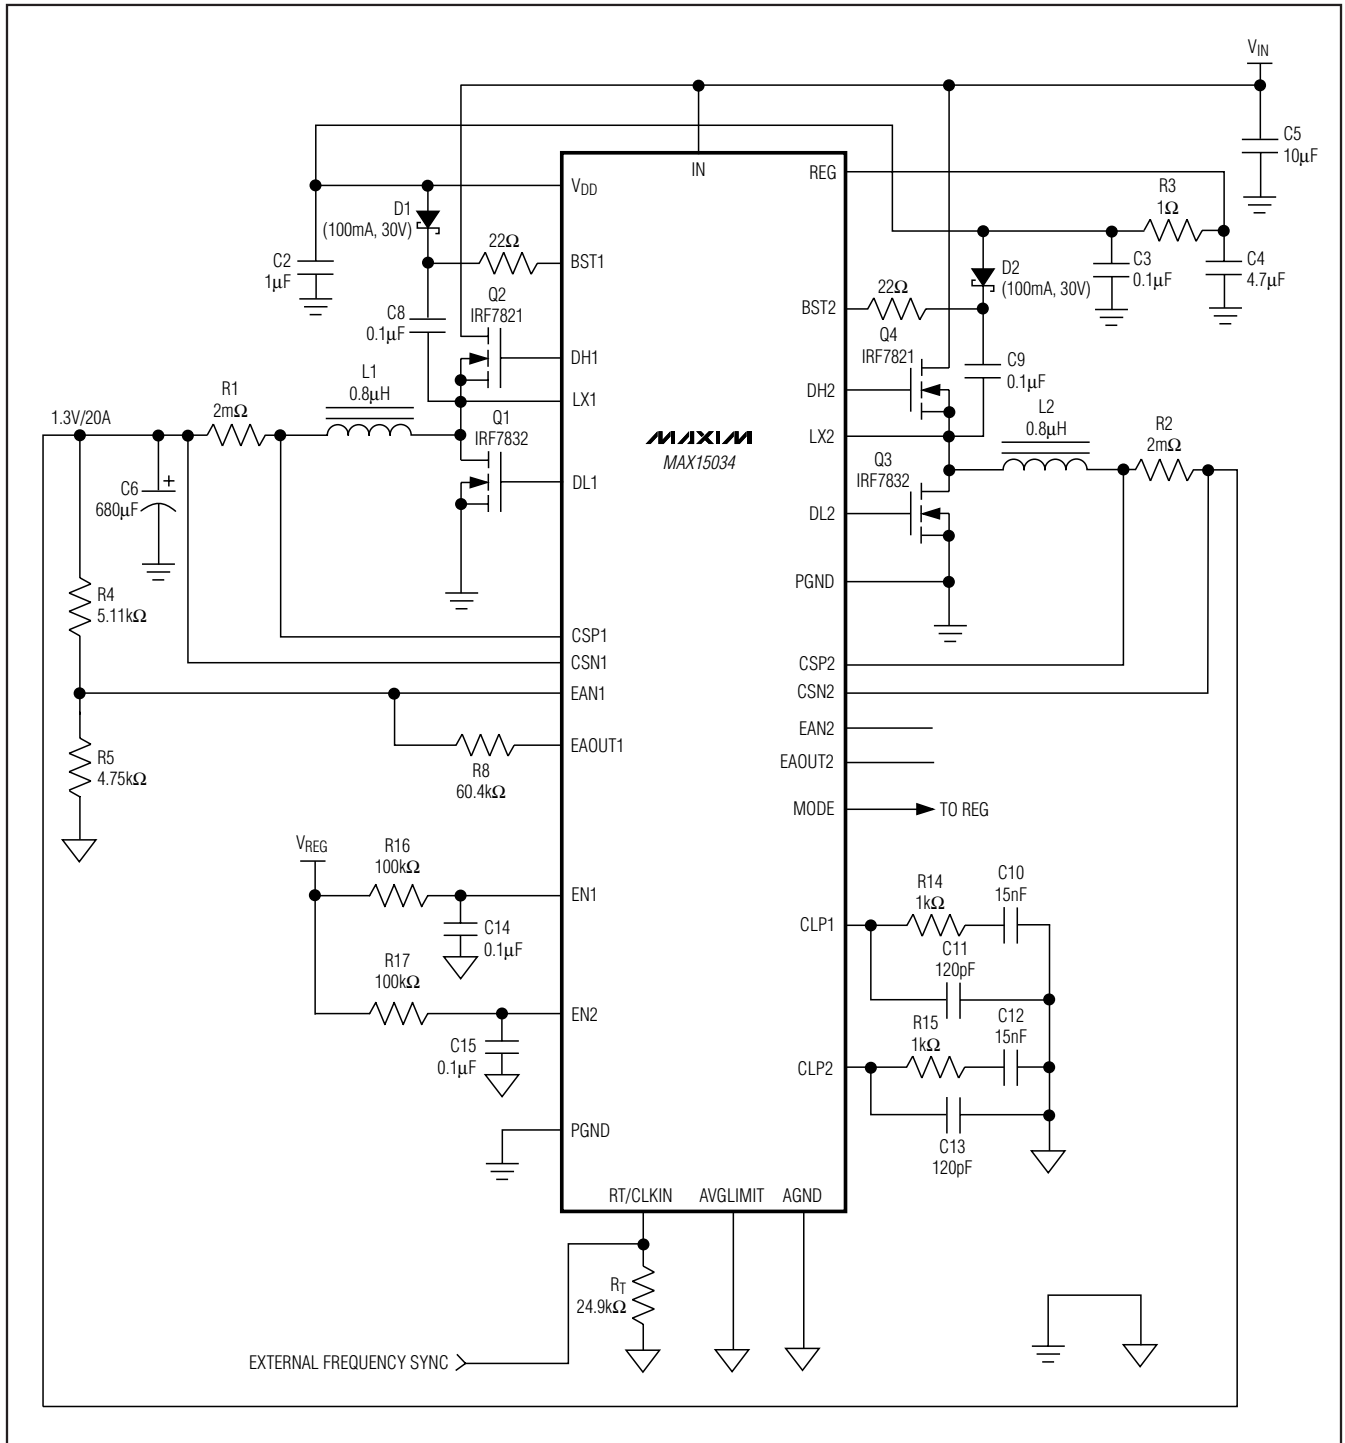 VIN
C5
10µF
IN
REG
R3
1Ω
VDD
D1
(100mA, 30V)
C2
1µF
22Ω
BST1
C3
0.1µF
C4
4.7µF
D2
(100mA, 30V)
22Ω
BST2
Q2
IRF7821
C8
0.1µF
Q4
IRF7821
DH1
C9
0.1µF
DH2
L1
0.8µH
R1
2mΩ
LX1
1.3V/20A
Q1
IRF7832
MAXIM
MAX15034
LX2
L2
0.8µH
R2
2mΩ
Q3
IRF7832
C6
+
680µF
DL1
DL2
PGND
R4
5.11kΩ
CSP1
CSN1
CSP2
CSN2
EAN1
EAN2
EAOUT1
EAOUT2
R5
4.75kΩ
R8
60.4kΩ
MODE
TO REG
VREG
R16
100kΩ
EN1
C14
0.1µF
R14
1kΩ
C10
15nF
CLP1
C11
120pF
R17
100kΩ
EN2
C15
0.1µF
R15
1kΩ
C12
15nF
CLP2
C13
120pF
PGND
RT/CLKIN
AVGLIMIT
AGND
RT
24.9kΩ
EXTERNAL FREQUENCY SYNC